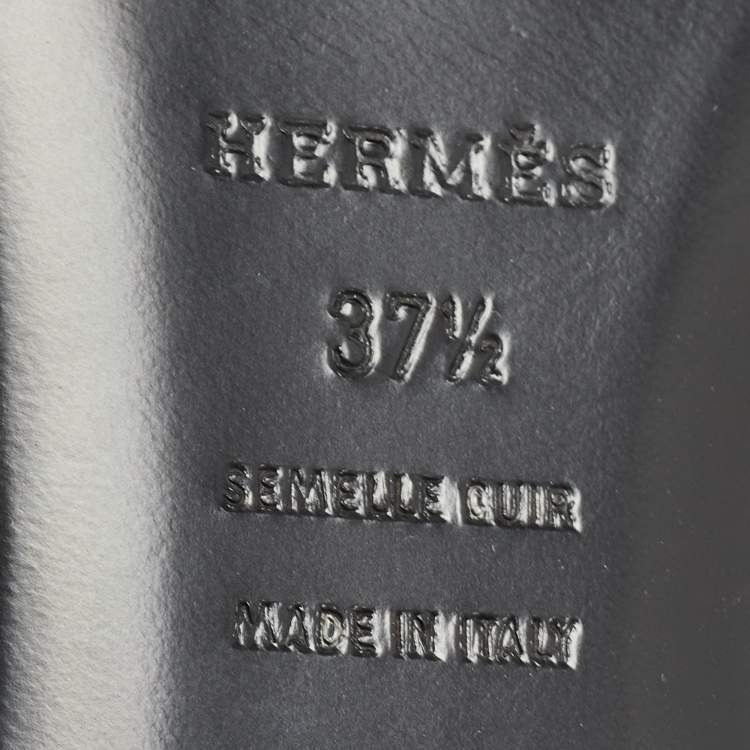 HERMÈS
37½
SEMELLE CUIR
MADE IN ITALY